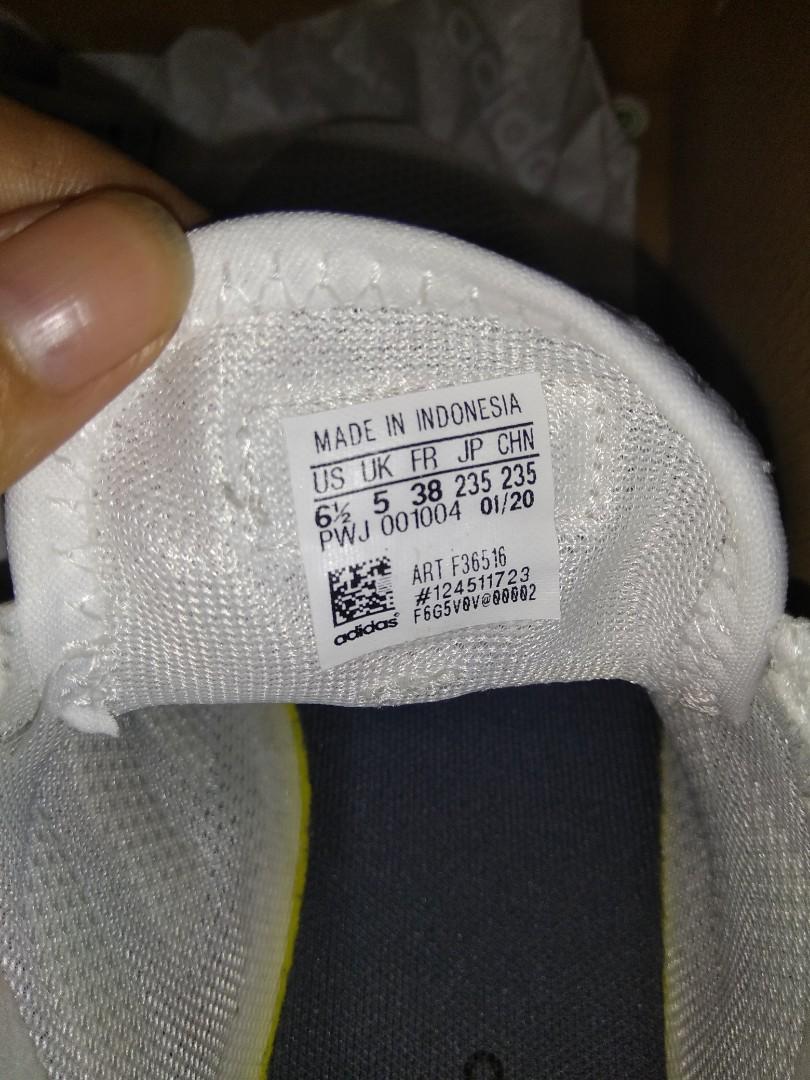 MADE IN INDONESIA
US UK FR JP CHN
6½ 5 38 235 235
PWJ 001004 01/20
ART F36516
#124511723
F6G5V0V@00002
adidas